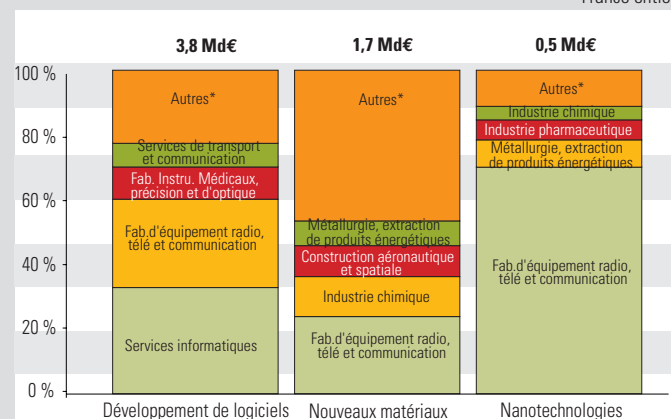 3,8 Md€
1,7 Md€
0,5 Md€
100 %
80 %
60 %
40 %
20 %
0 %
Autres*
Services de transport
et communication
Fab. Instru. Médicaux,
précision et d'optique
Fab.d'équipement radio,
télé et communication
Services informatiques
Autres*
Métallurgie, extraction
de produits énergétiques
Construction aéronautique
et spatiale
Industrie chimique
Fab.d'équipement radio,
télé et communication
Autres*
Industrie chimique
Industrie pharmaceutique
Métallurgie, extraction
de produits énergétiques
Fab.d'équipement radio,
télé et communication
Développement de logiciels
Nouveaux matériaux
Nanotechnologies